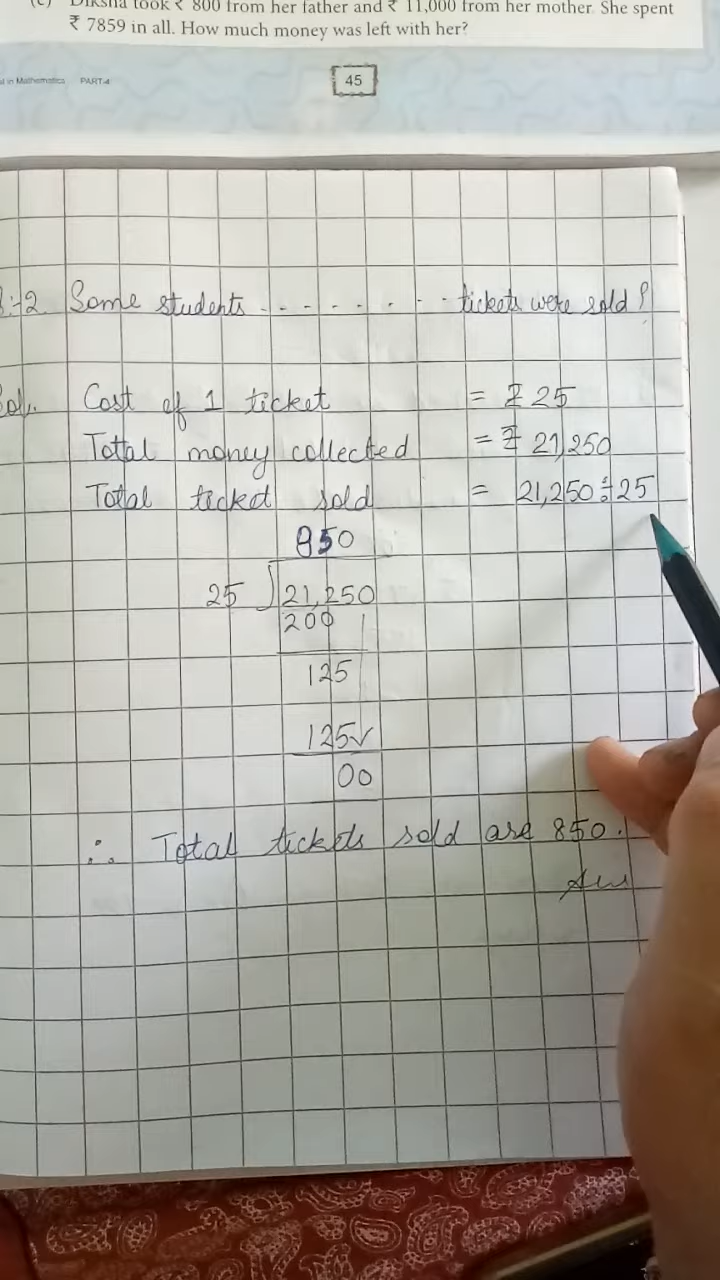 (c) Diksha took ₹ 800 from her father and ₹ 11,000 from her mother. She spent
₹ 7859 in all. How much money was left with her?
in Mathematics PART-4
45
:-2. Some students - - - - - - - tickets were sold?
Sol. Cost of 1 ticket = ₹ 25
Total money collected = ₹ 21,250
Total ticket sold = 21,250 ÷ 25
850
25 ) 21,250
200
125
125
00
∴ Total tickets sold are 850.
Ans